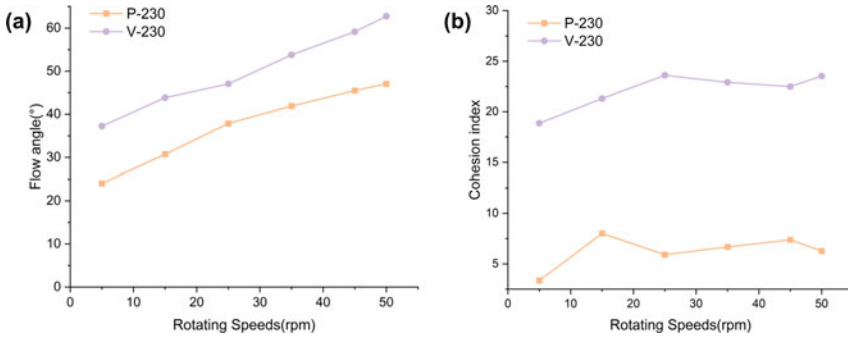 (a)
P-230
V-230
Flow angle(°)
60
50
40
30
20
10
0
0 10 20 30 40 50
Rotating Speeds(rpm)
(b)
P-230
V-230
Cohesion index
30
25
20
15
10
5
0 10 20 30 40 50
Rotating Speeds(rpm)